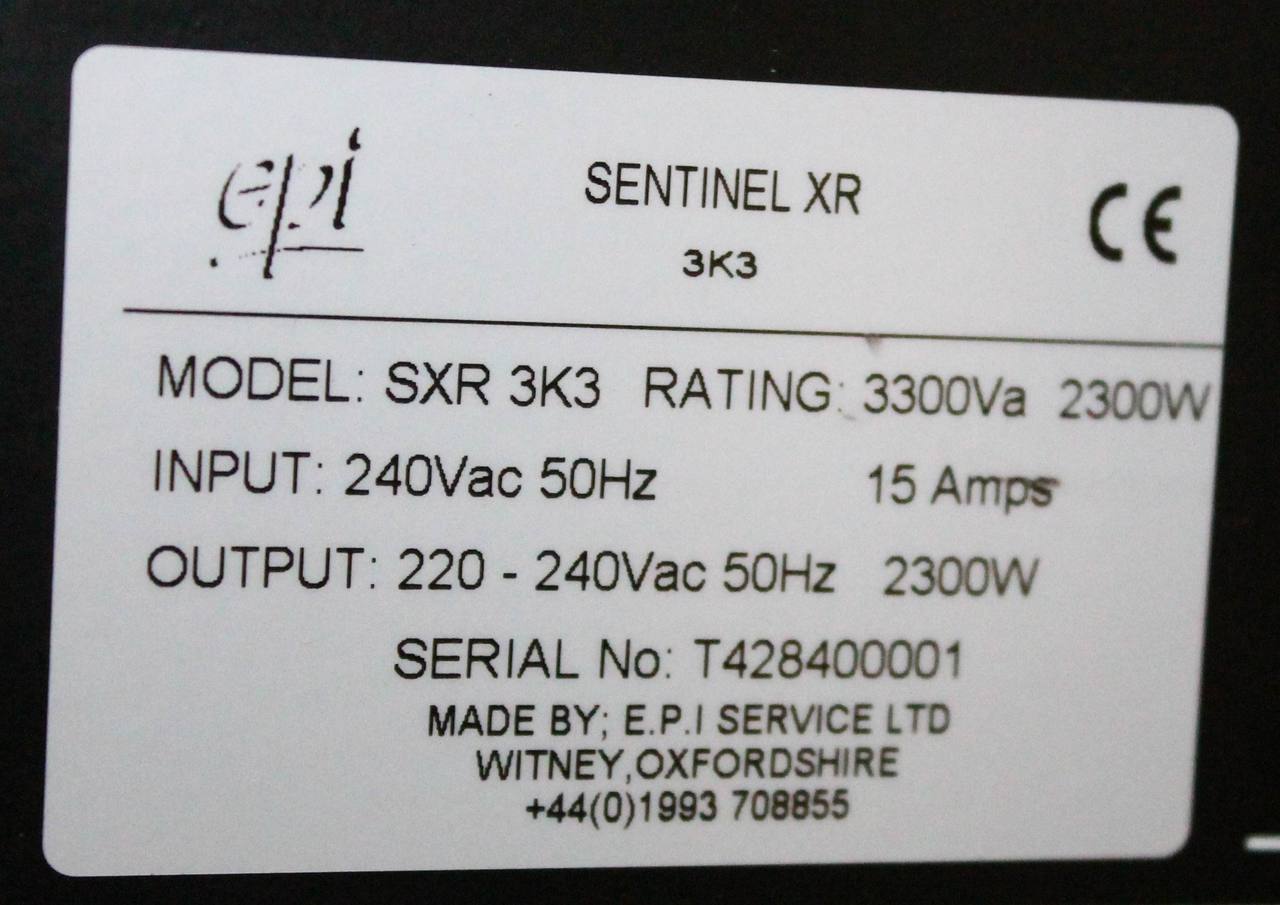 epi
SENTINEL XR
CE
3K3
MODEL: SXR 3K3 RATING: 3300Va 2300W
INPUT: 240Vac 50Hz 15 Amps
OUTPUT: 220 - 240Vac 50Hz 2300W
SERIAL No: T428400001
MADE BY; E.P.I SERVICE LTD
WITNEY,OXFORDSHIRE
+44(0)1993 708855